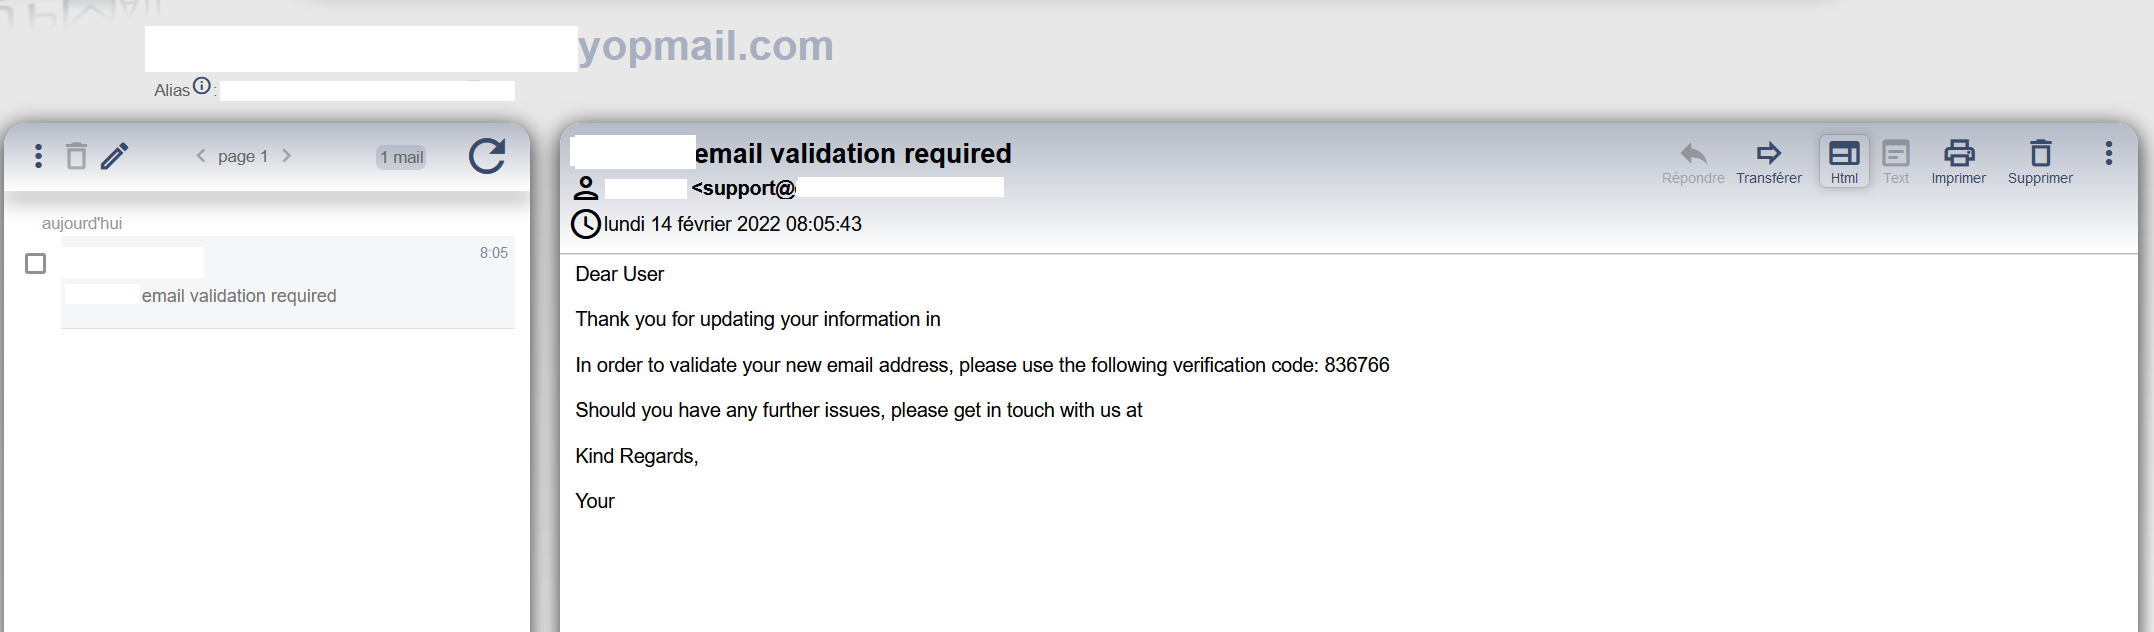 yopmail.com
Alias :
page 1
1 mail
aujourd'hui
8:05
email validation required
email validation required
<support@
lundi 14 février 2022 08:05:43
Répondre
Transférer
Html
Text
Imprimer
Supprimer
Dear User
Thank you for updating your information in
In order to validate your new email address, please use the following verification code: 836766
Should you have any further issues, please get in touch with us at
Kind Regards,
Your